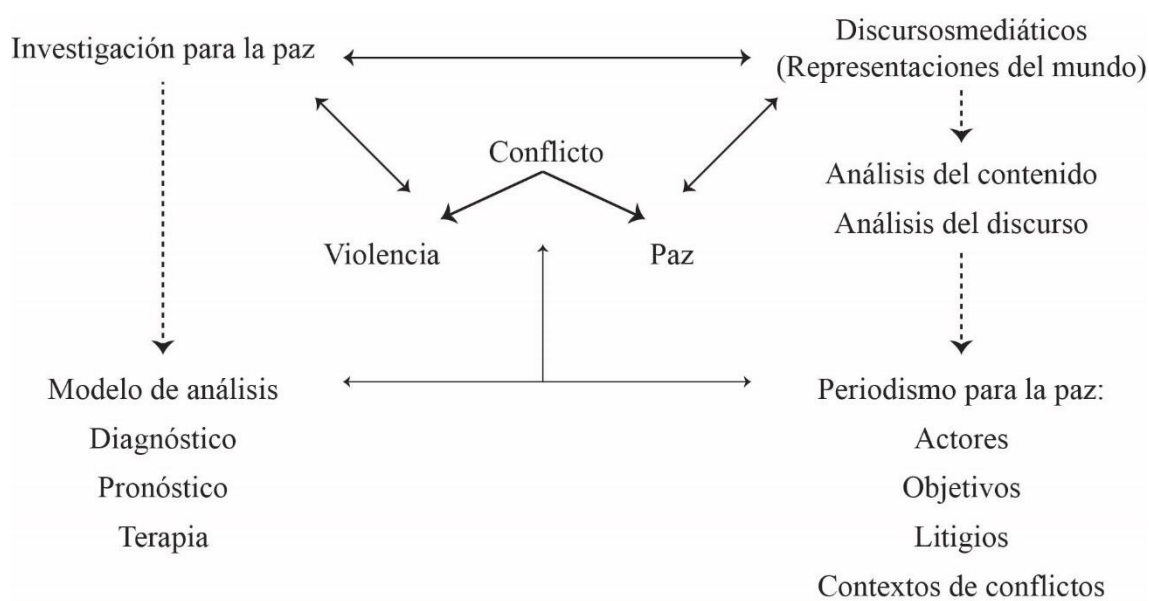 Investigación para la paz
Discursosmediáticos
(Representaciones del mundo)
Conflicto
Violencia
Paz
Análisis del contenido
Análisis del discurso
Modelo de análisis
Diagnóstico
Pronóstico
Terapia
Periodismo para la paz:
Actores
Objetivos
Litigios
Contextos de conflictos